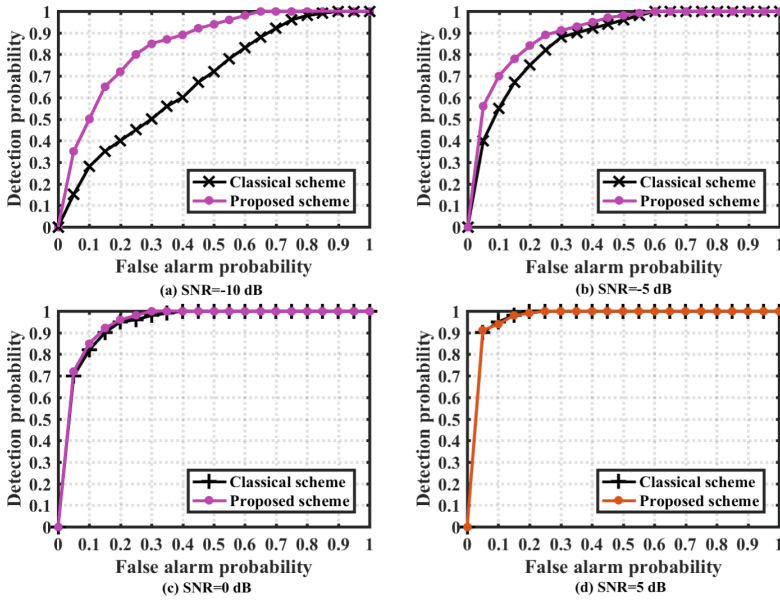 Detection probability
1
0.9
0.8
0.7
0.6
0.5
0.4
0.3
0.2
0.1
0
Classical scheme
Proposed scheme
0 0.1 0.2 0.3 0.4 0.5 0.6 0.7 0.8 0.9 1
False alarm probability
(a) SNR=-10 dB
Detection probability
1
0.9
0.8
0.7
0.6
0.5
0.4
0.3
0.2
0.1
0
Classical scheme
Proposed scheme
0 0.1 0.2 0.3 0.4 0.5 0.6 0.7 0.8 0.9 1
False alarm probability
(b) SNR=-5 dB
Detection probability
1
0.9
0.8
0.7
0.6
0.5
0.4
0.3
0.2
0.1
0
Classical scheme
Proposed scheme
0 0.1 0.2 0.3 0.4 0.5 0.6 0.7 0.8 0.9 1
False alarm probability
(c) SNR=0 dB
Detection probability
1
0.9
0.8
0.7
0.6
0.5
0.4
0.3
0.2
0.1
0
Classical scheme
Proposed scheme
0 0.1 0.2 0.3 0.4 0.5 0.6 0.7 0.8 0.9 1
False alarm probability
(d) SNR=5 dB